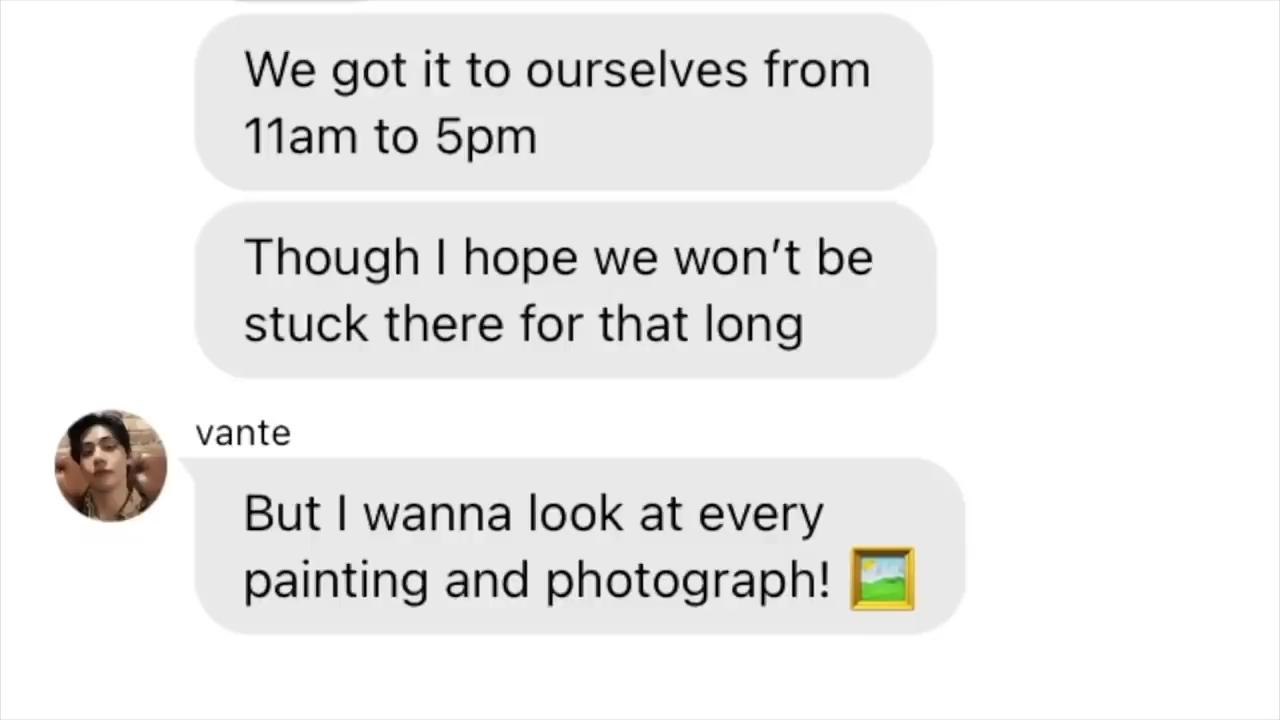 We got it to ourselves from
11am to 5pm
Though I hope we won’t be
stuck there for that long
vante
But I wanna look at every
painting and photograph! 🖼️